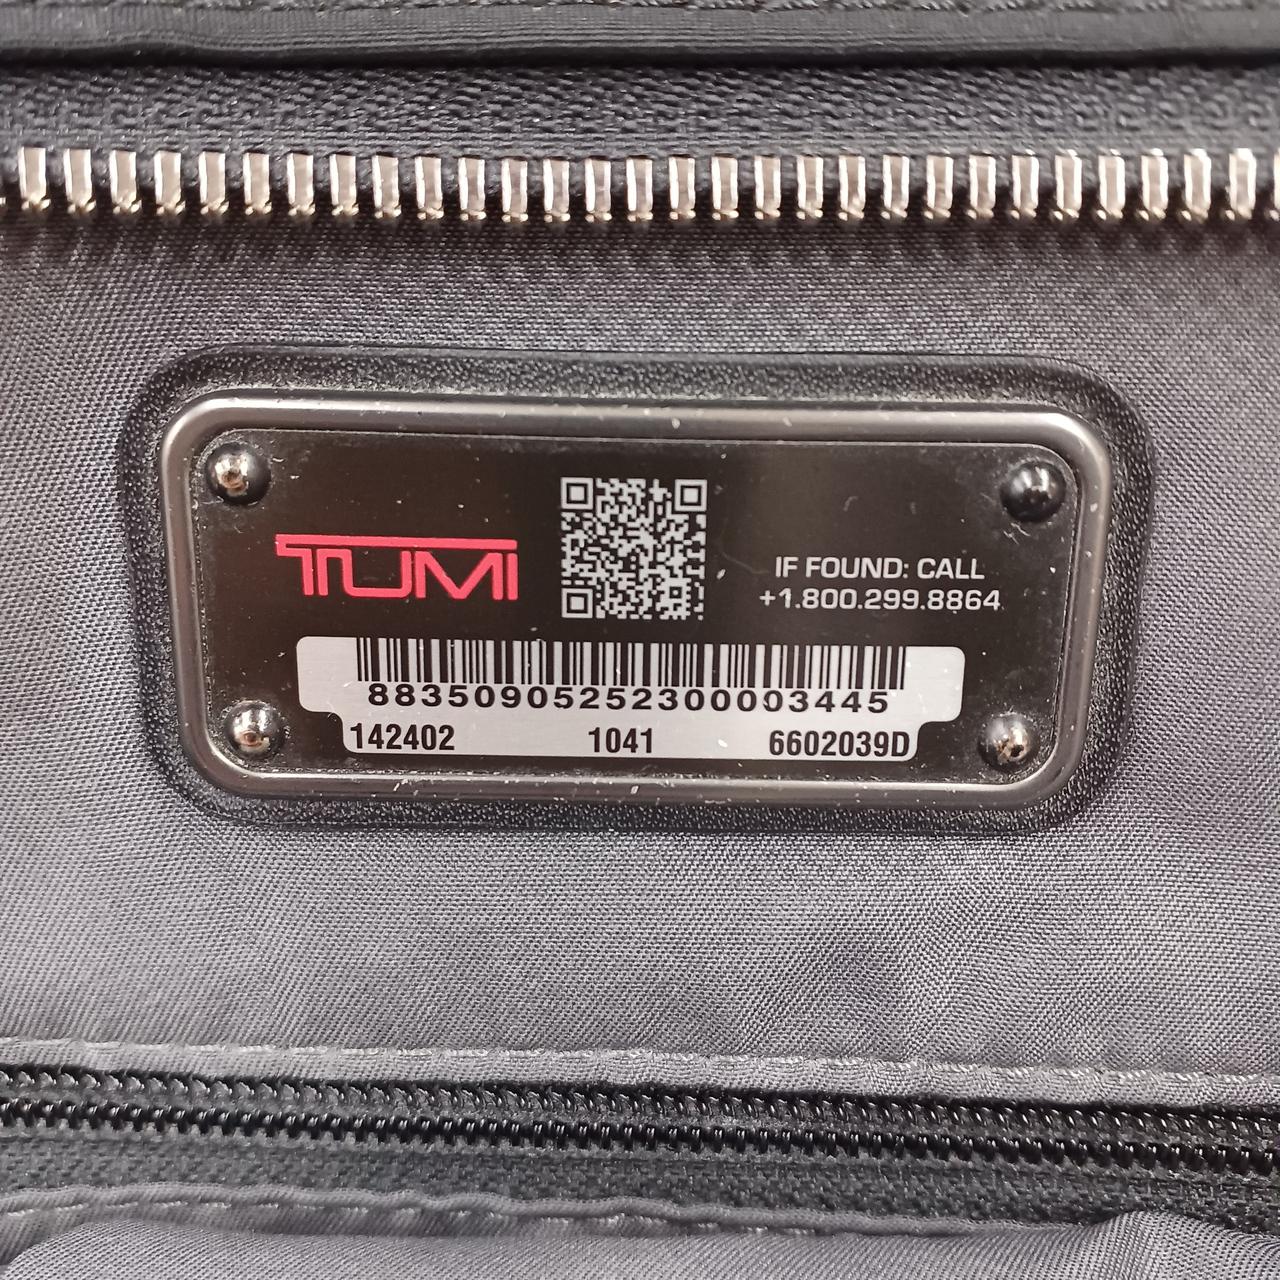 TUMI
IF FOUND: CALL
+1.800.299.8864
88350905252300003445
142402 1041 6602039D